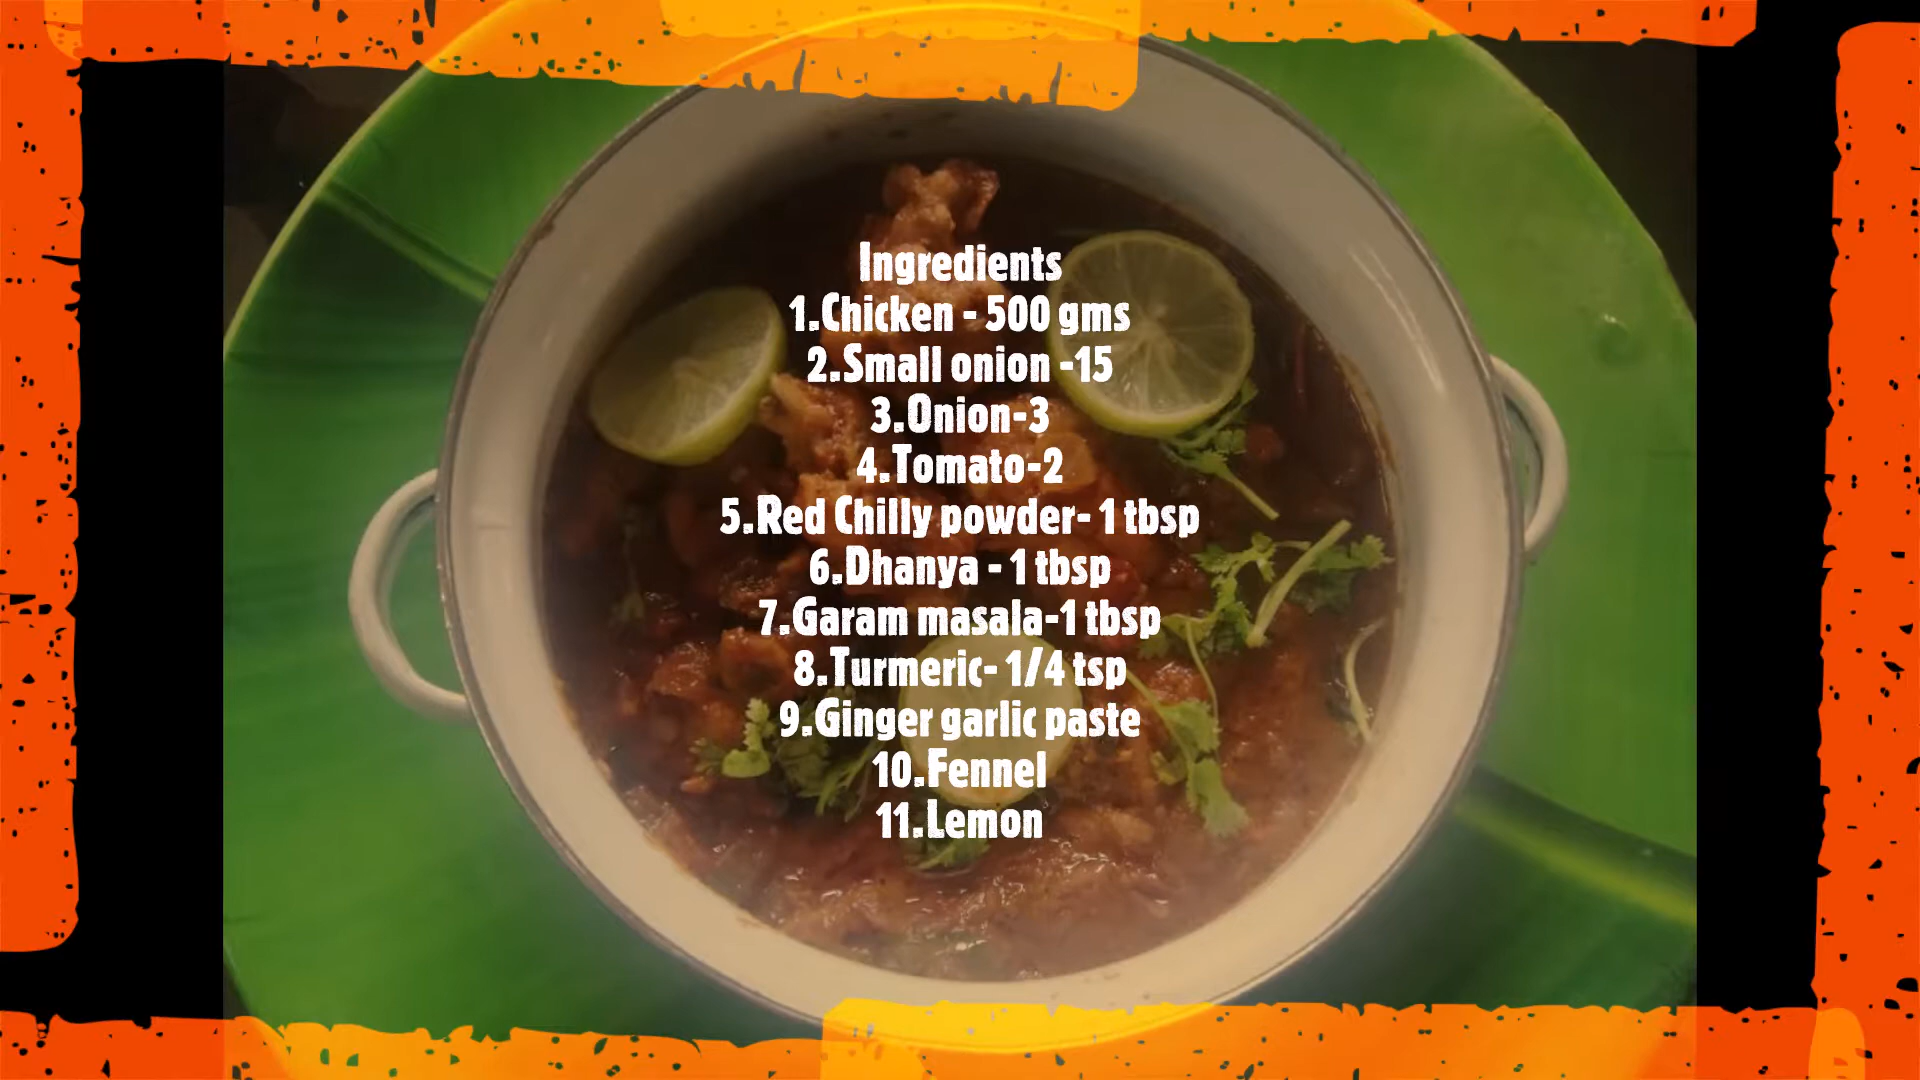 Ingredients
1.Chicken - 500 gms
2.Small onion -15
3.Onion-3
4.Tomato-2
5.Red Chilly powder- 1 tbsp
6.Dhanya - 1 tbsp
7.Garam masala-1 tbsp
8.Turmeric- 1/4 tsp
9.Ginger garlic paste
10.Fennel
11.Lemon